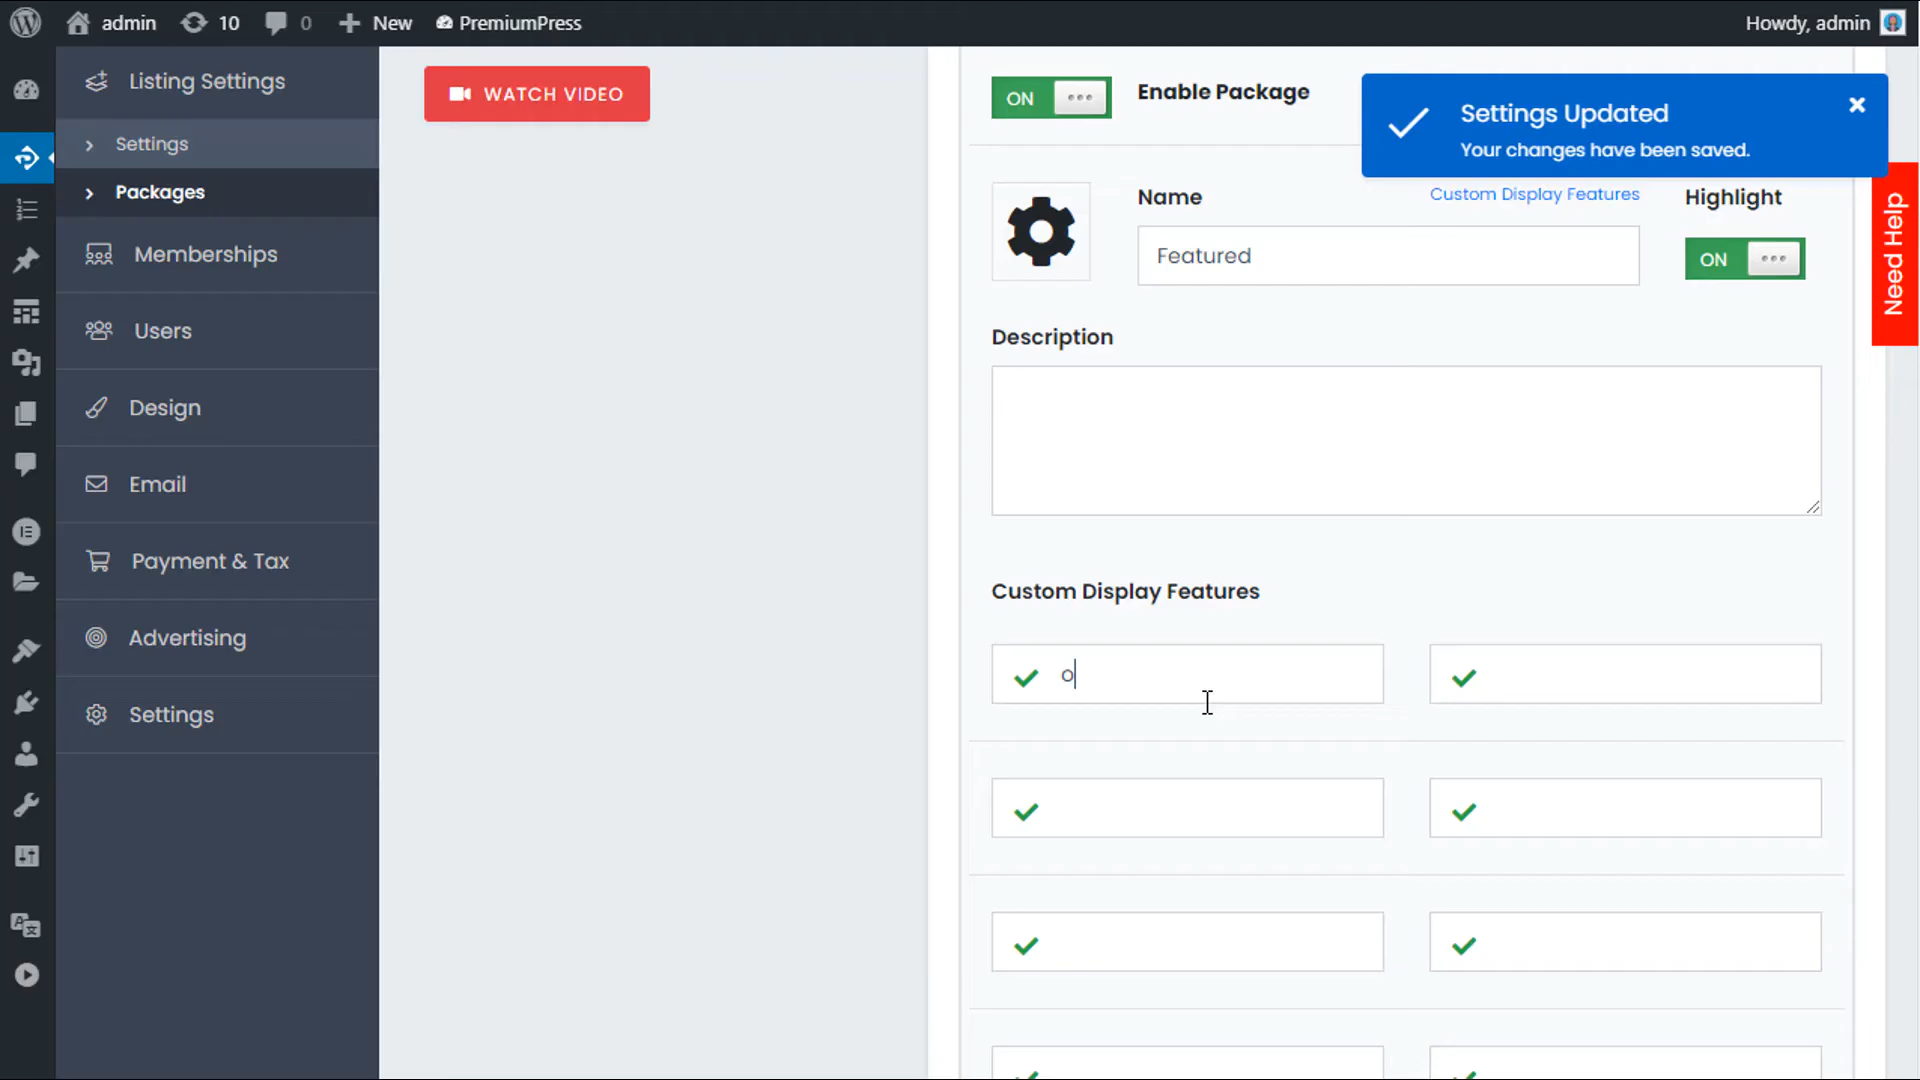 admin
10
0
New
PremiumPress
Howdy, admin
Listing Settings
Settings
Packages
Memberships
Users
Design
Email
Payment & Tax
Advertising
Settings
WATCH VIDEO
ON
Enable Package
Settings Updated
Your changes have been saved.
Name
Custom Display Features
Highlight
Featured
ON
Need Help
Description
Custom Display Features
o